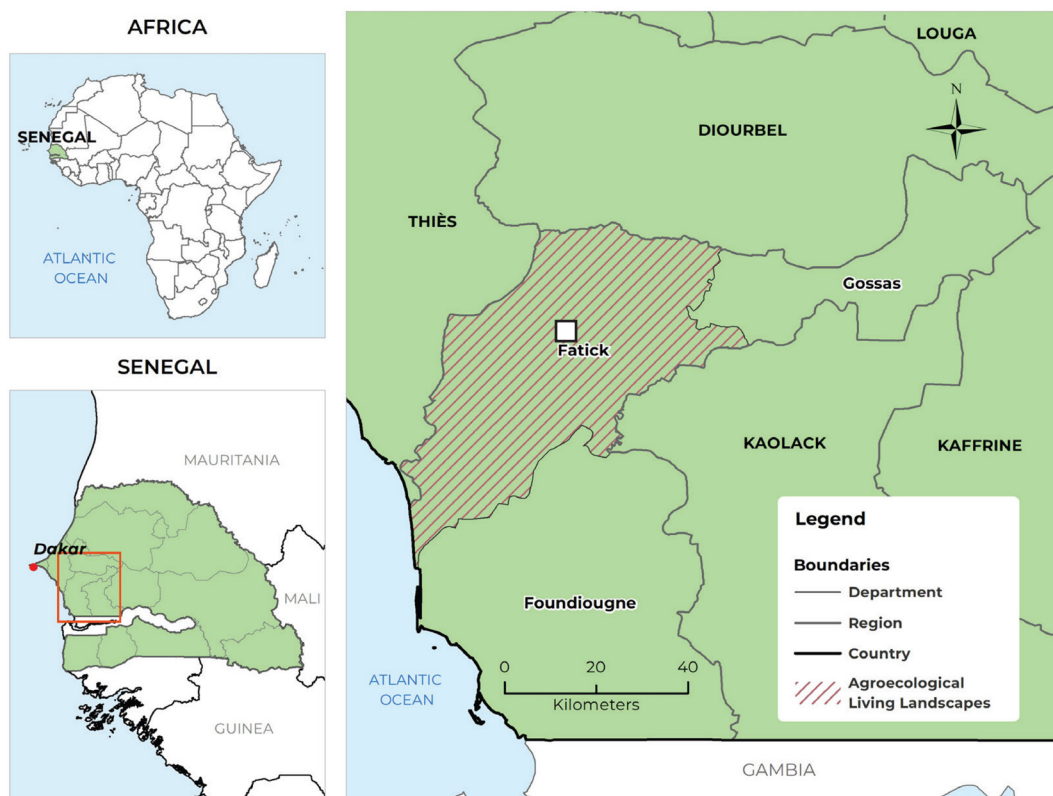 AFRICA
SENEGAL
ATLANTIC
OCEAN
SENEGAL
MAURITANIA
Dakar
MALI
GUINEA
LOUGA
N
DIOURBEL
THIÈS
Gossas
Fatick
KAOLACK
KAFFRINE
Foundiougne
0 20 40
Kilometers
ATLANTIC
OCEAN
GAMBIA
Legend
Boundaries
Department
Region
Country
Agroecological
Living Landscapes